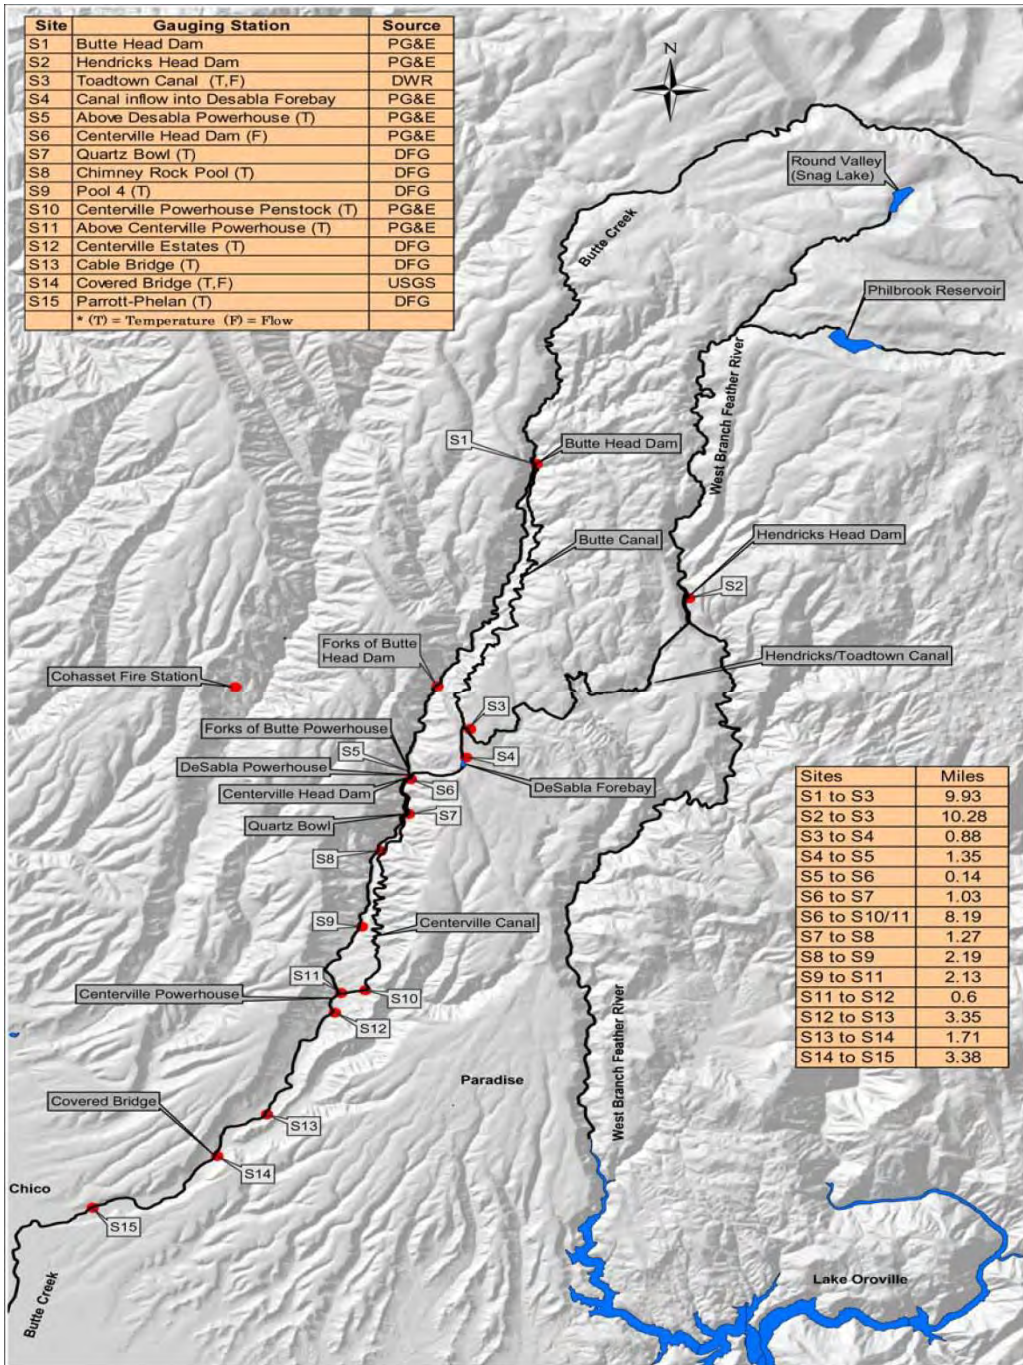 Site Gauging Station Source
S1 Butte Head Dam PG&E
S2 Hendricks Head Dam PG&E
S3 Toadtown Canal (T,F) DWR
S4 Canal inflow into Desabla Forebay PG&E
S5 Above Desabla Powerhouse (T) PG&E
S6 Centerville Head Dam (F) PG&E
S7 Quartz Bowl (T) DFG
S8 Chimney Rock Pool (T) DFG
S9 Pool 4 (T) DFG
S10 Centerville Powerhouse Penstock (T) PG&E
S11 Above Centerville Powerhouse (T) PG&E
S12 Centerville Estates (T) DFG
S13 Cable Bridge (T) DFG
S14 Covered Bridge (T,F) USGS
S15 Parrott-Phelan (T) DFG
* (T) = Temperature (F) = Flow
N
Round Valley
(Snag Lake)
Butte Creek
Philbrook Reservoir
West Branch Feather River
S1
Butte Head Dam
Butte Canal
Hendricks Head Dam
S2
Forks of Butte
Head Dam
Hendricks/Toadtown Canal
Cohasset Fire Station
S3
Forks of Butte Powerhouse
S5
S4
DeSabla Powerhouse
DeSabla Forebay
Centerville Head Dam
S6
S7
Quartz Bowl
S8
Sites Miles
S1 to S3 9.93
S2 to S3 10.28
S3 to S4 0.88
S4 to S5 1.35
S5 to S6 0.14
S6 to S7 1.03
S6 to S10/11 8.19
S7 to S8 1.27
S8 to S9 2.19
S9 to S11 2.13
S11 to S12 0.6
S12 to S13 3.35
S13 to S14 1.71
S14 to S15 3.38
S9
Centerville Canal
S11
Centerville Powerhouse
S10
S12
West Branch Feather River
Paradise
Covered Bridge
S13
S14
Chico
S15
Lake Oroville
Butte Creek